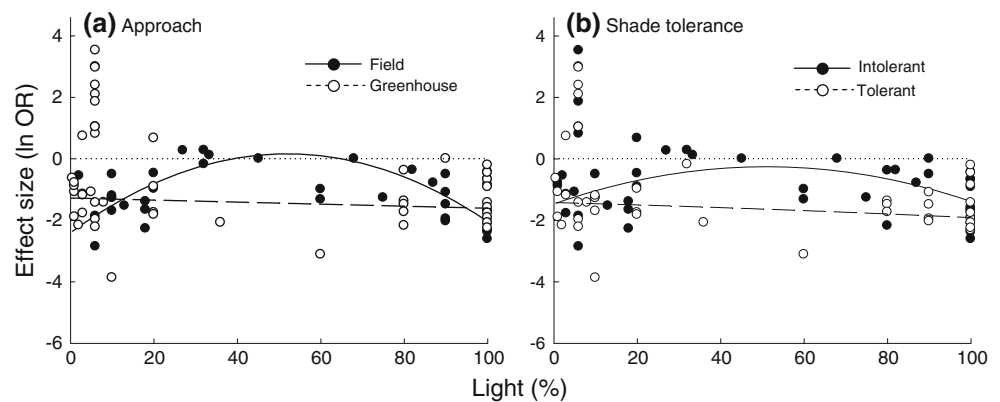 (a) Approach
Field
Greenhouse
4
2
0
-2
-4
-6
0 20 40 60 80 100
Effect size (ln OR)
(b) Shade tolerance
Intolerant
Tolerant
4
2
0
-2
-4
-6
0 20 40 60 80 100
Light (%)